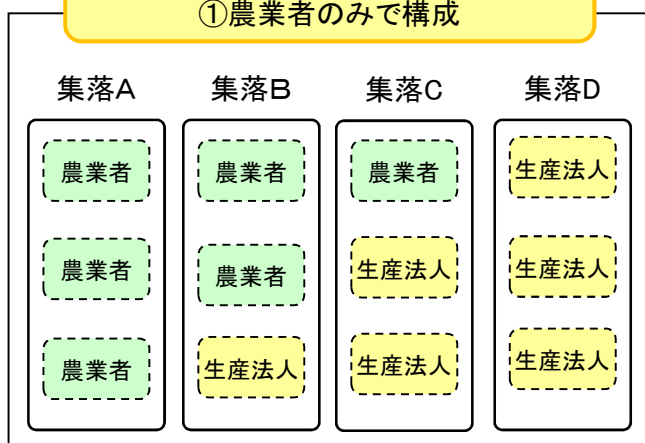 ①農業者のみで構成
集落A 集落B 集落C 集落D
農業者 農業者 農業者 生産法人
農業者 農業者 生産法人 生産法人
農業者 生産法人 生産法人 生産法人